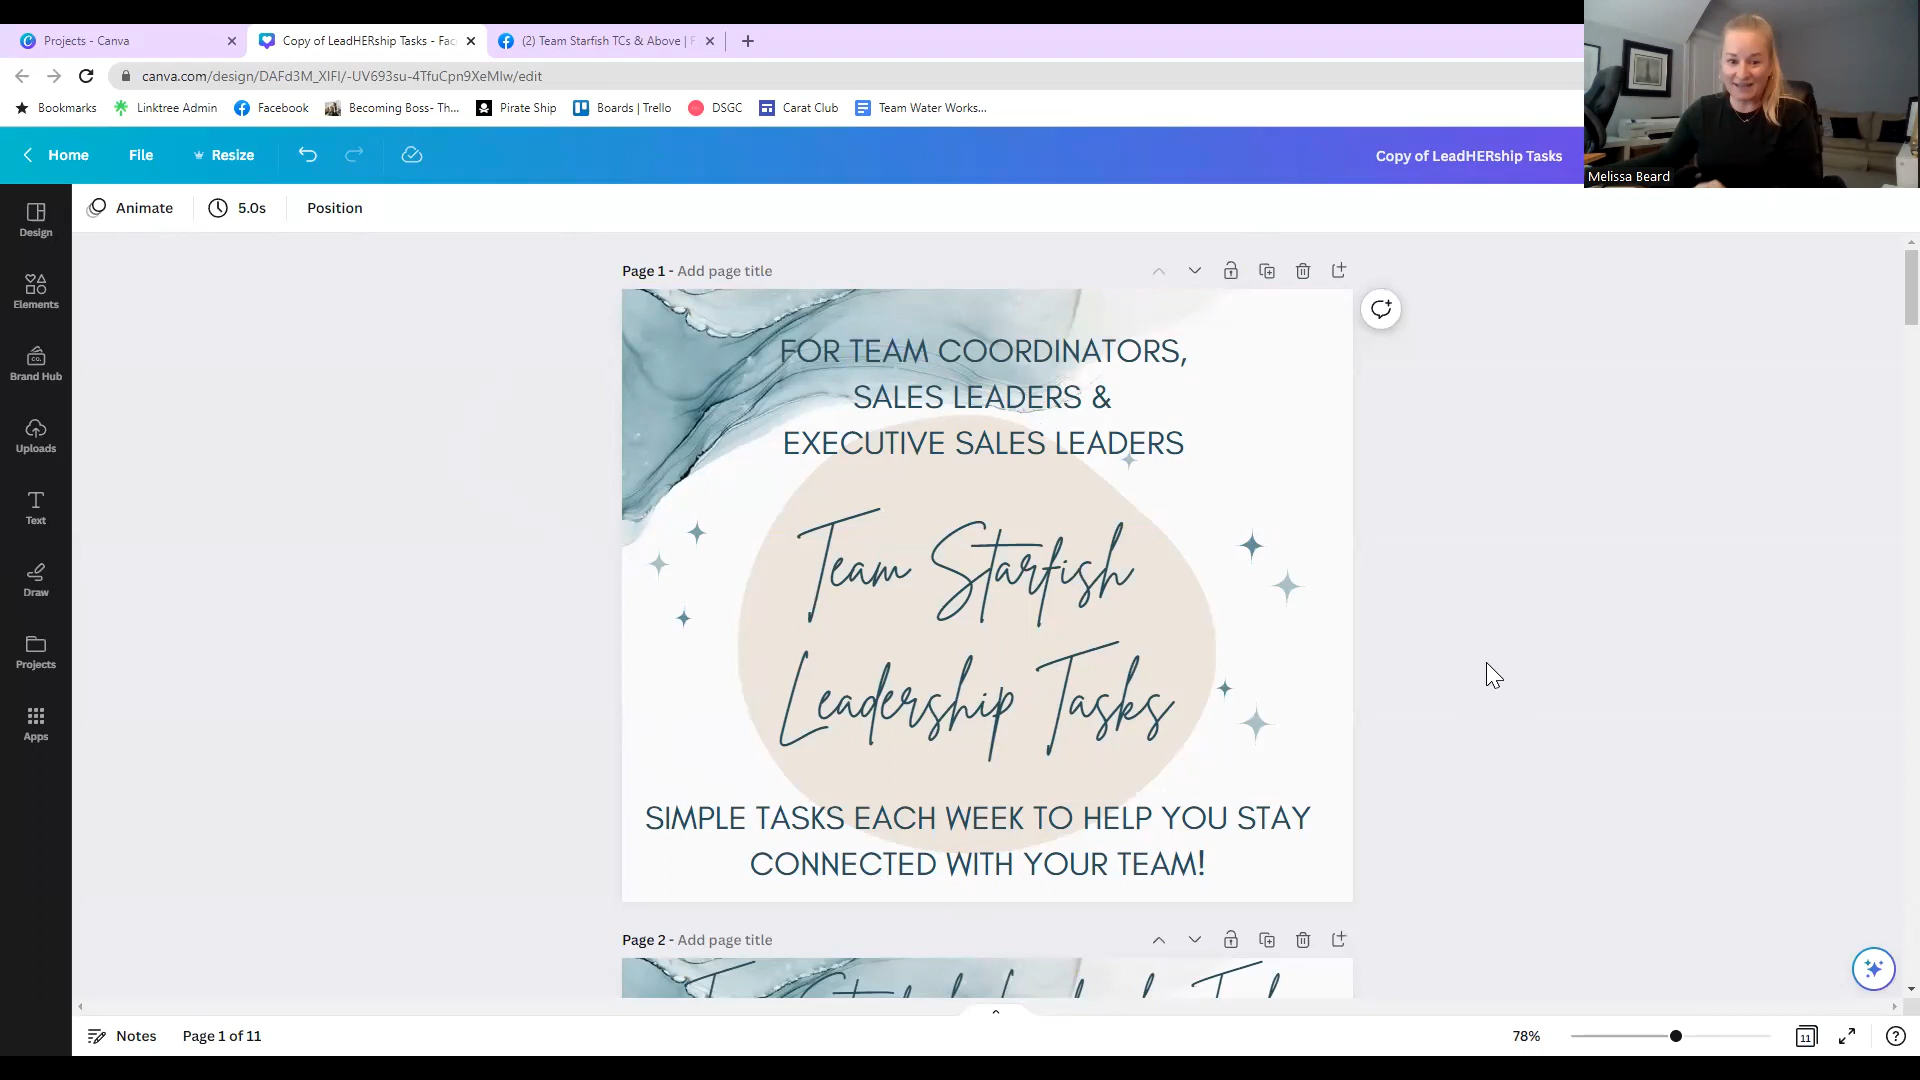 Projects - Canva
Copy of LeadHERship Tasks - Fac
(2) Team Starfish TCs & Above | F
canva.com/design/DAFd3M_XIFI/-UV693su-4TfuCpn9XeMIw/edit
Bookmarks
Linktree Admin
Facebook
Becoming Boss- Th...
Pirate Ship
Boards | Trello
DSGC
Carat Club
Team Water Works...
Home
File
Resize
Copy of LeadHERship Tasks
Melissa Beard
Animate
5.0s
Position
Design
Elements
Brand Hub
Uploads
Text
Draw
Projects
Apps
Page 1 - Add page title
FOR TEAM COORDINATORS,
SALES LEADERS &
EXECUTIVE SALES LEADERS
Team Starfish
Leadership Tasks
SIMPLE TASKS EACH WEEK TO HELP YOU STAY
CONNECTED WITH YOUR TEAM!
Page 2 - Add page title
Notes
Page 1 of 11
78%
11